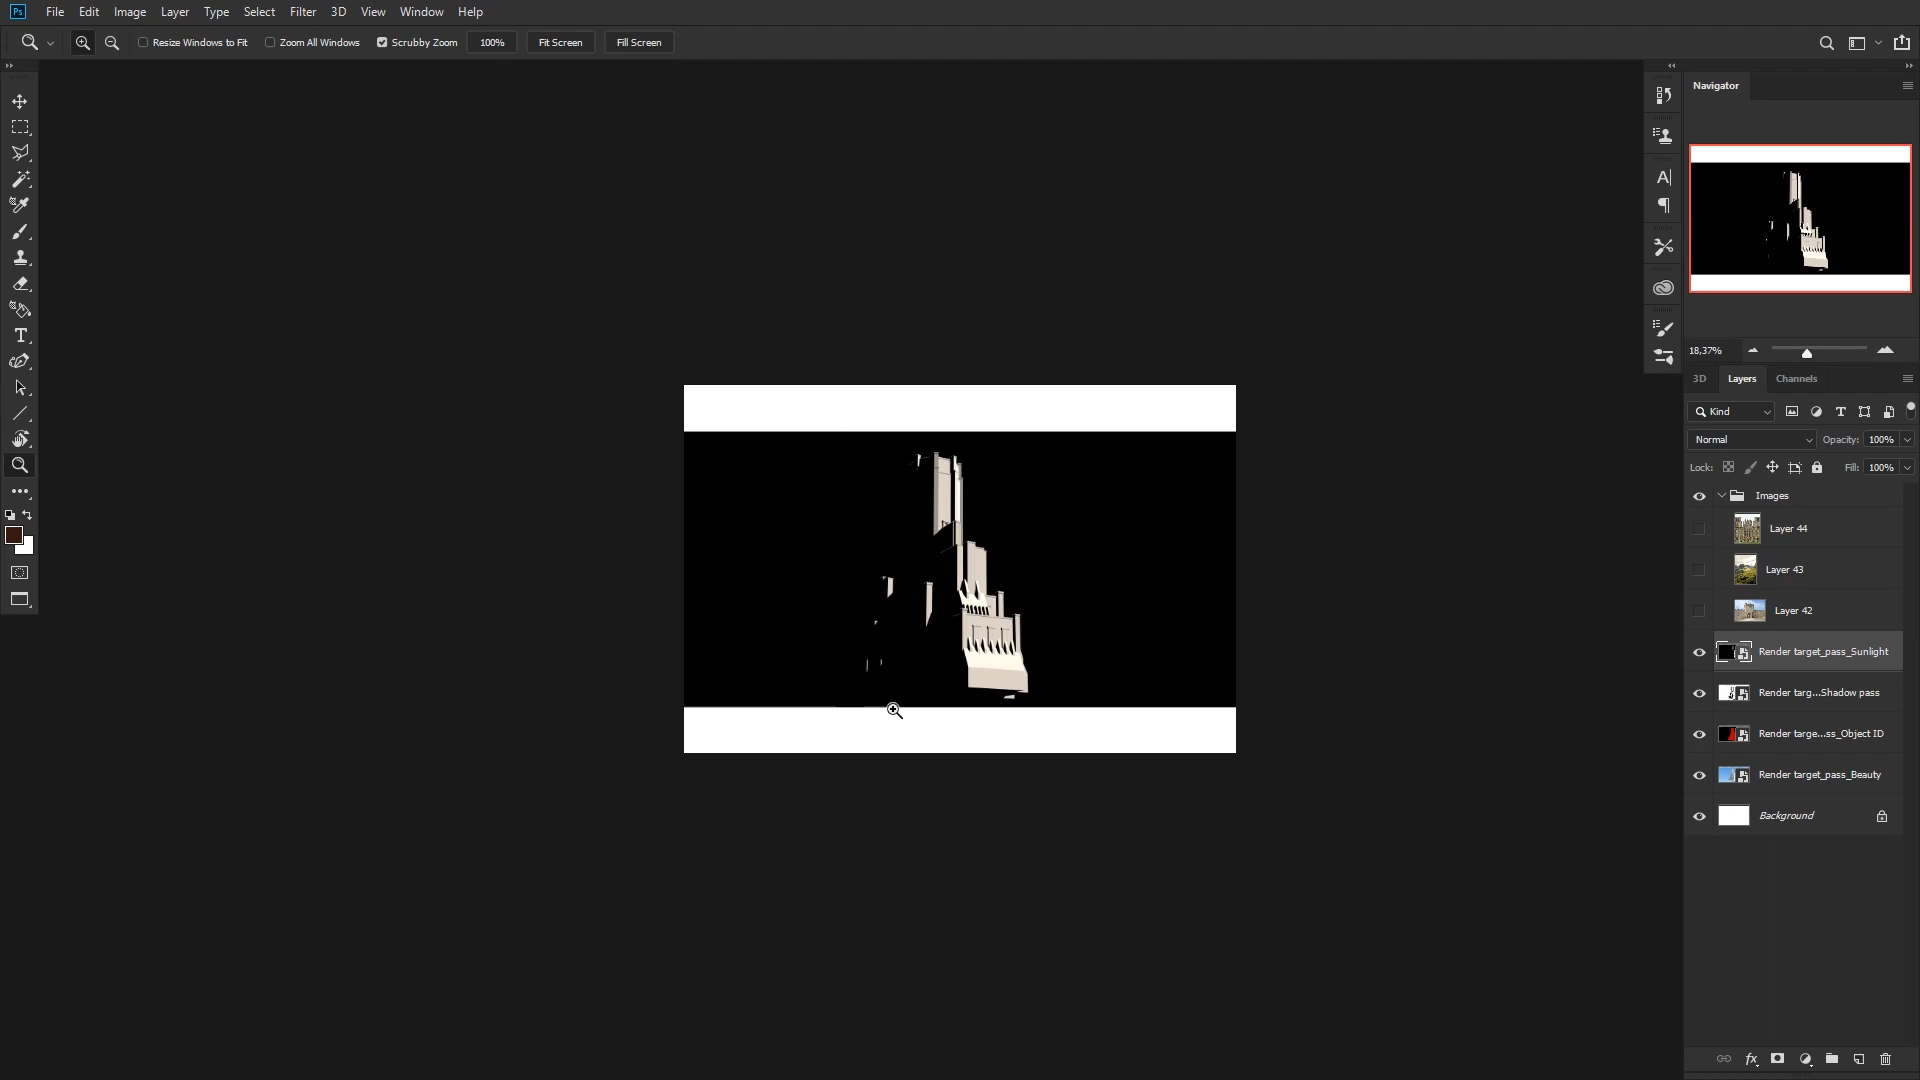 Ps File Edit Image Layer Type Select Filter 3D View Window Help
Resize Windows to Fit Zoom All Windows Scrubby Zoom 100% Fit Screen Fill Screen
Navigator
18,37%
3D Layers Channels
Kind
Normal Opacity: 100%
Lock: Fill: 100%
Images
Layer 44
Layer 43
Layer 42
Render target_pass_Sunlight
Render targ...Shadow pass
Render targe...ss_Object ID
Render target_pass_Beauty
Background
fx